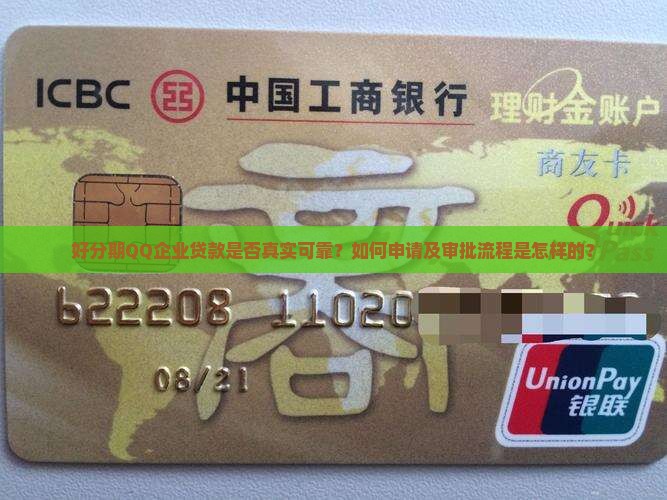 ICBC 中国工商银行 理财金账户
商友卡
Quick Pass
好分期QQ企业贷款是否真实可靠？如何申请及审批流程是怎样的？
622208 11020
08/21
商
UnionPay
银联